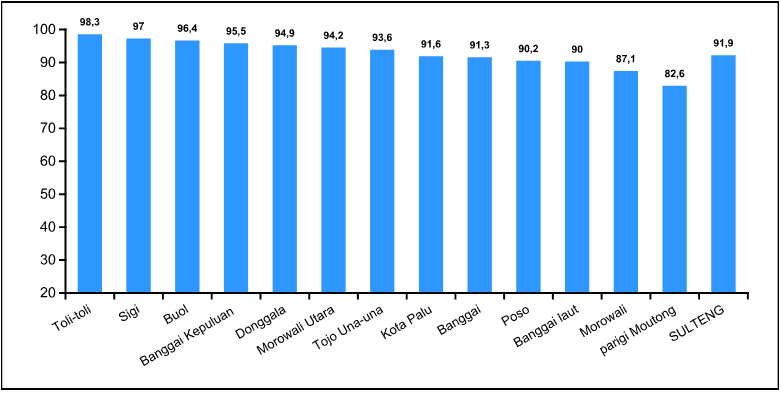 98,3
97
96,4
95,5
94,9
94,2
93,6
91,6
91,3
90,2
90
87,1
82,6
91,9
100
90
80
70
60
50
40
30
20
Toli-toli
Sigi
Buol
Banggai Kepuluan
Donggala
Morowali Utara
Tojo Una-una
Kota Palu
Banggai
Poso
Banggai laut
Morowali
parigi Moutong
SULTENG